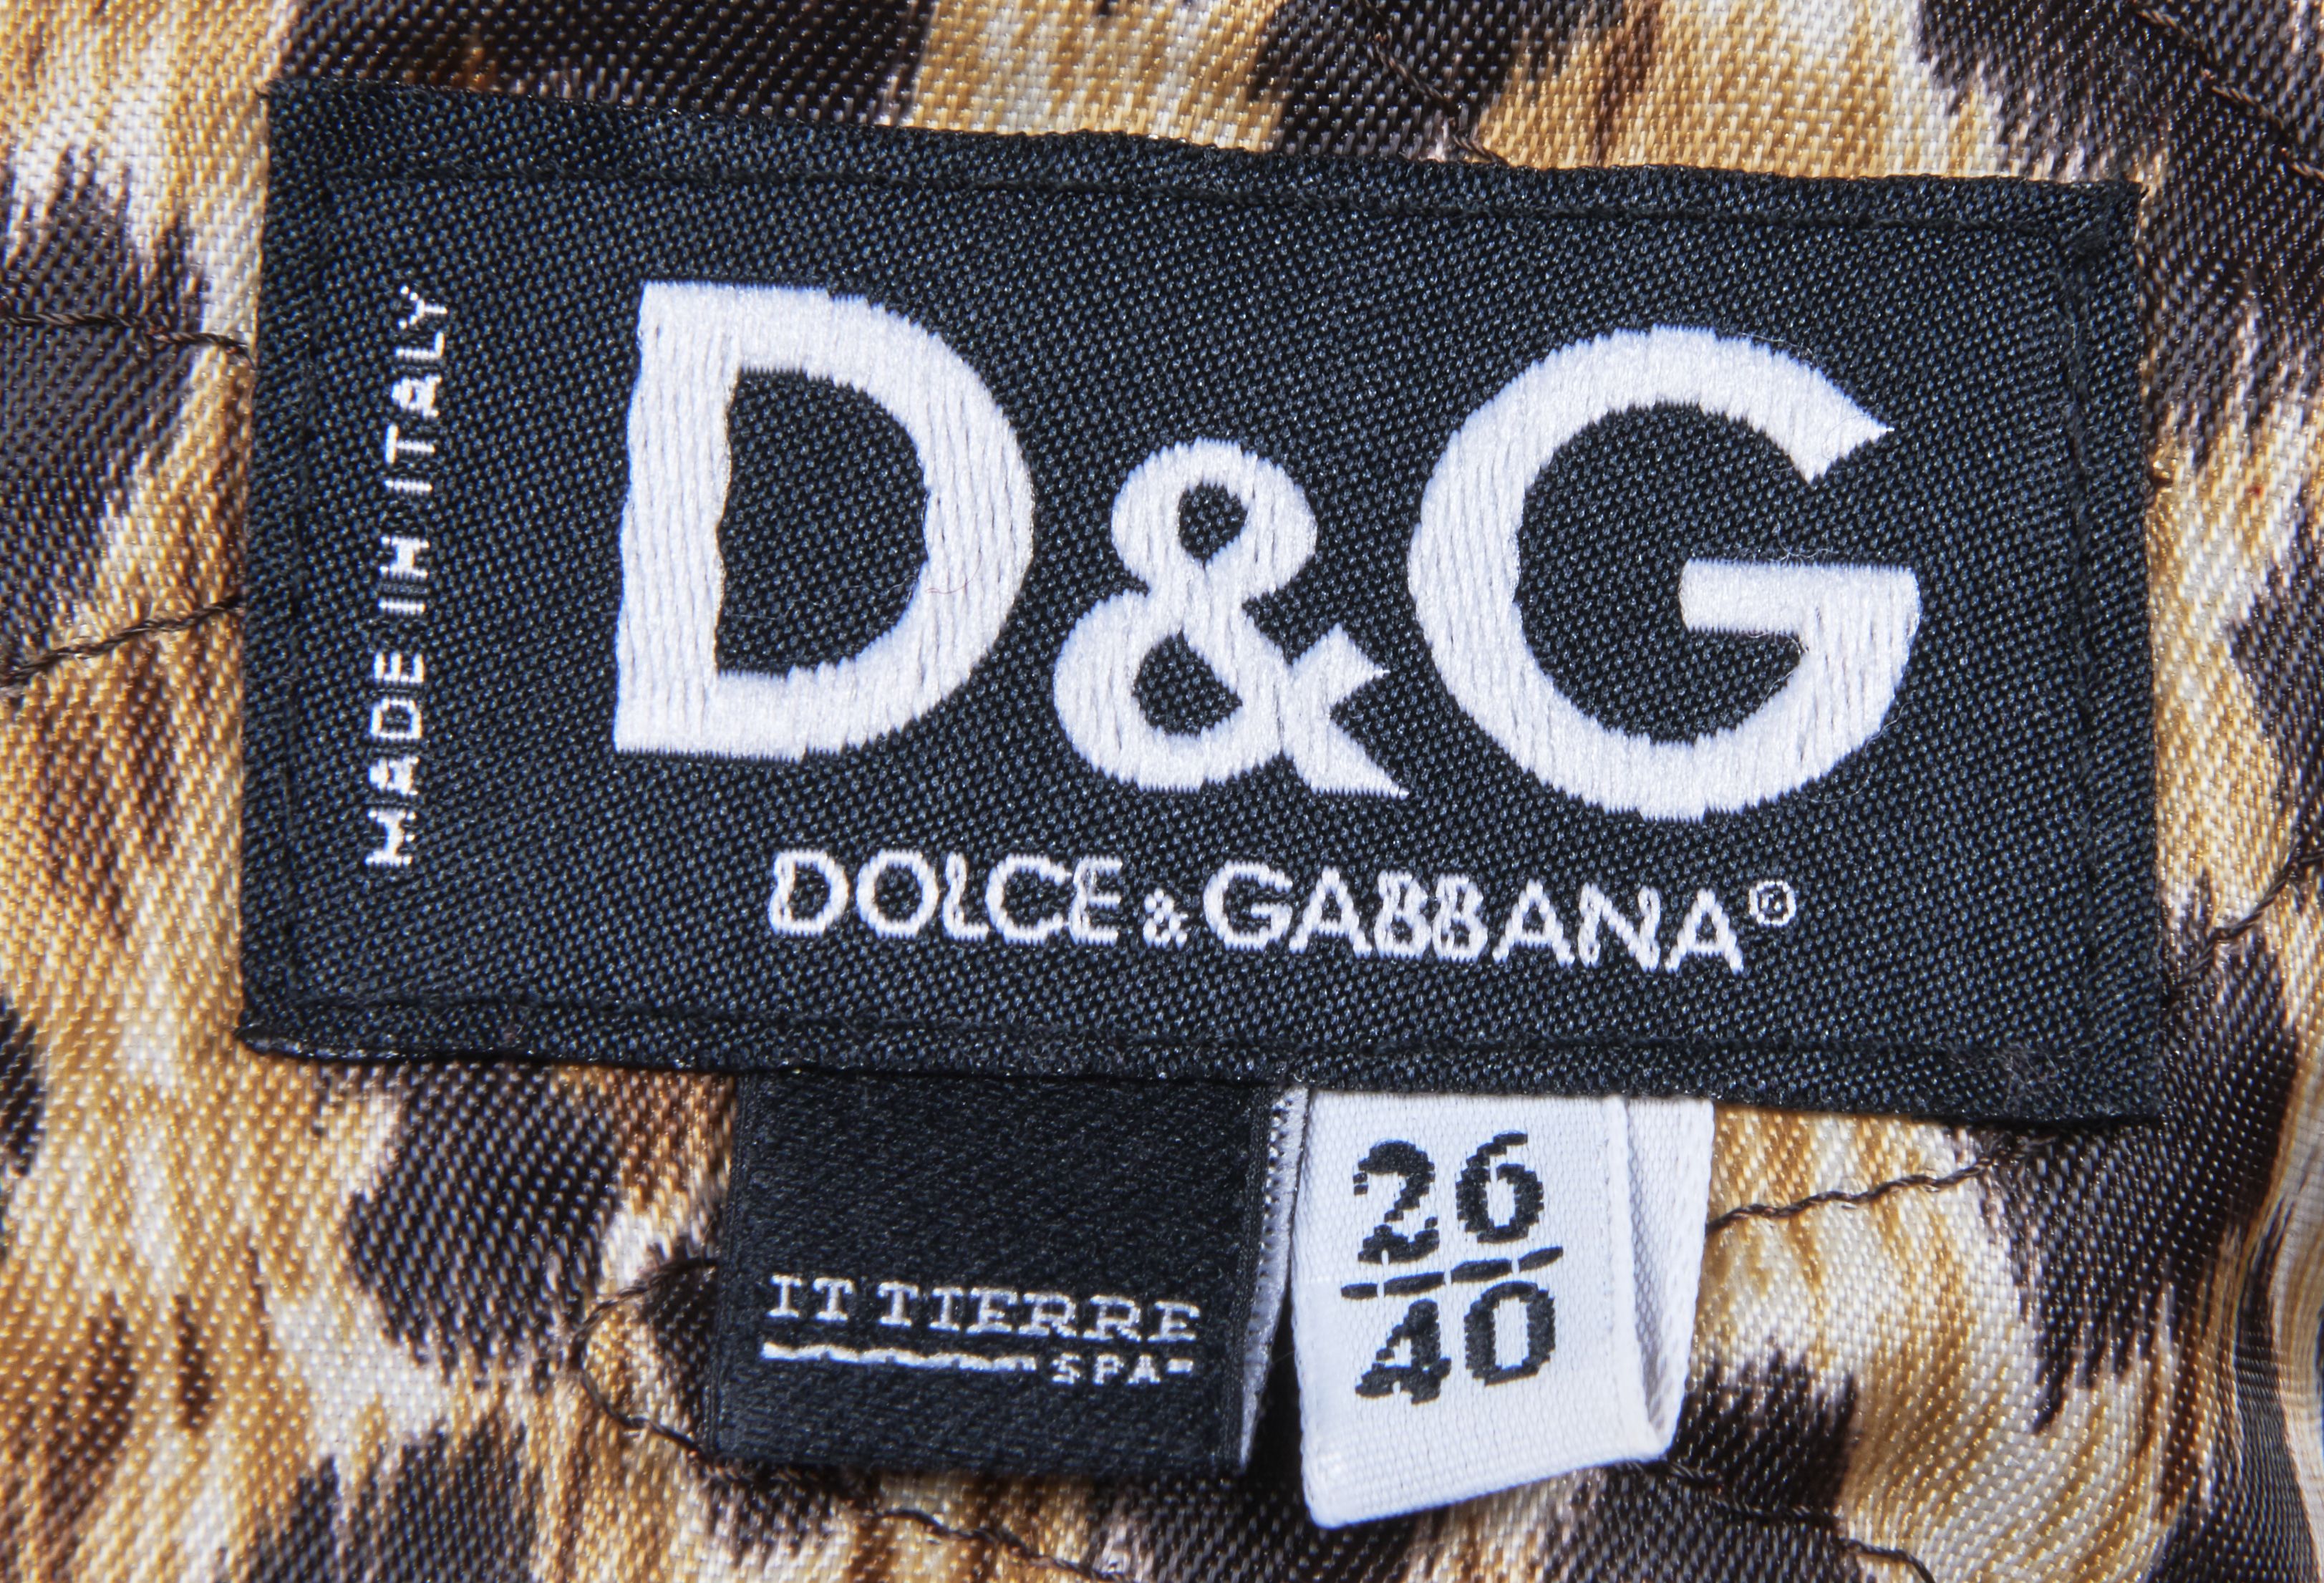 MADE IN ITALY
D&G
DOLCE & GABBANA®
IT TIERRE
SPA
26
40